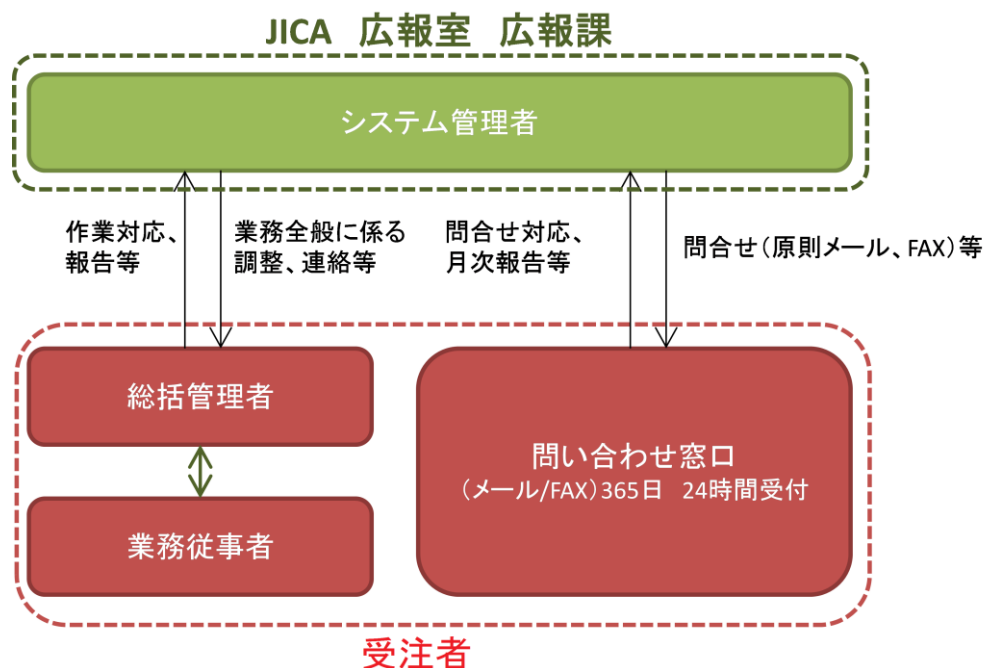 JICA 広報室 広報課
システム管理者
作業対応、
報告等
業務全般に係る
調整、連絡等
問合せ対応、
月次報告等
問合せ(原則メール、FAX)等
総括管理者
業務従事者
問い合わせ窓口
(メール/FAX)365日 24時間受付
受注者